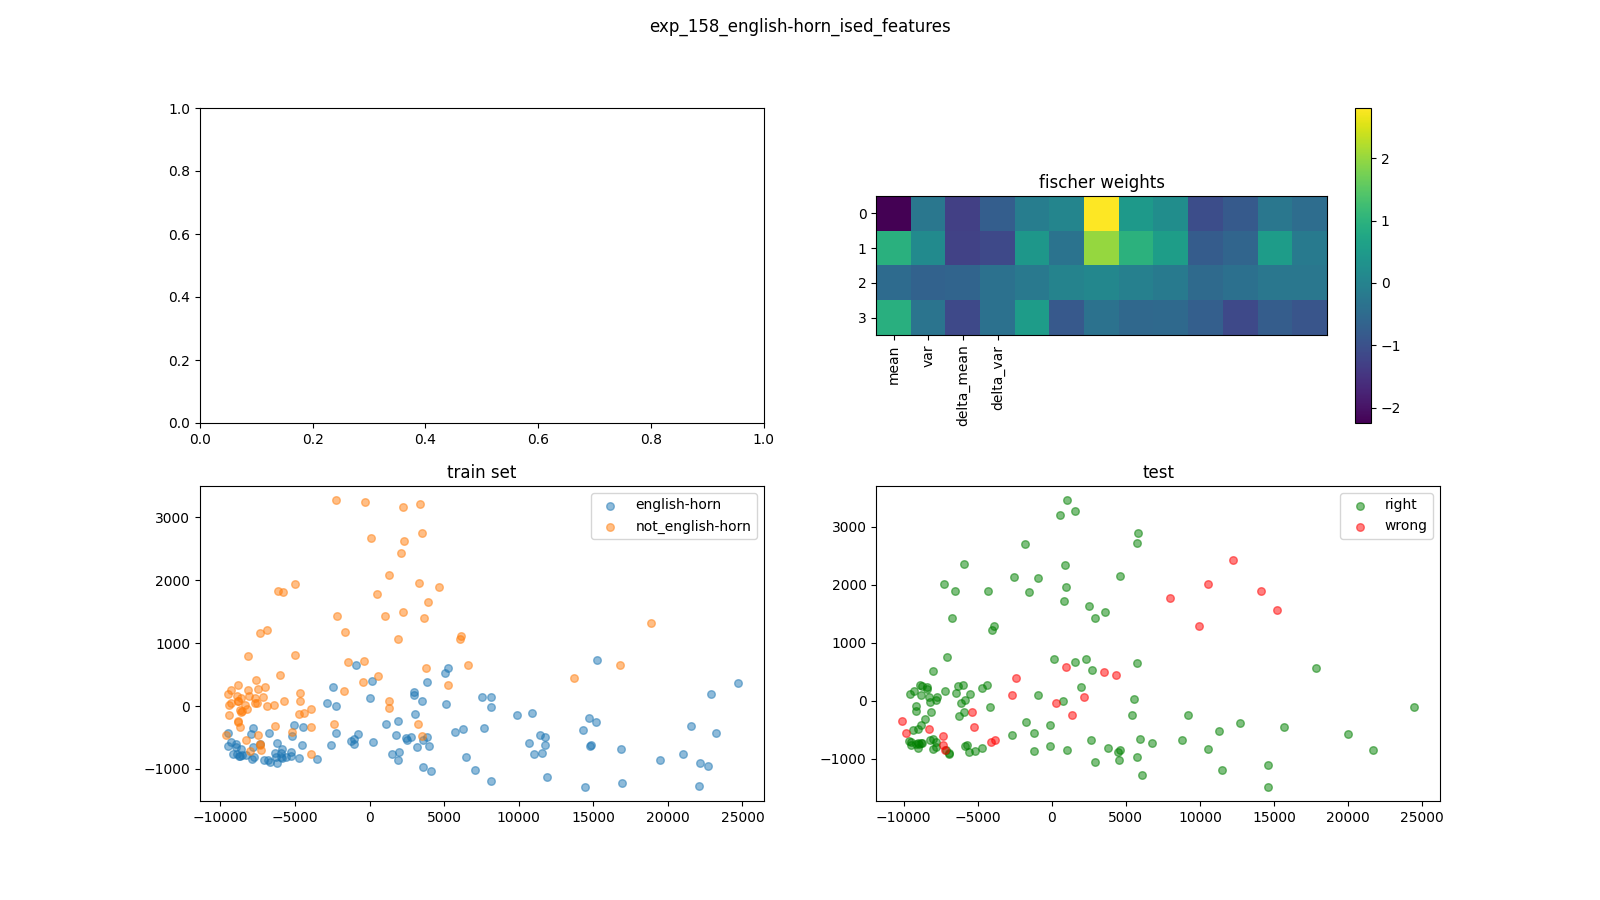 exp_158_english-horn_ised_features
1.0
0.8
0.6
0.4
0.2
0.0
0.0 0.2 0.4 0.6 0.8 1.0
fischer weights
0
1
2
3
mean var delta_mean delta_var
2
1
0
−1
−2
train set
english-horn
not_english-horn
3000
2000
1000
0
−1000
−10000 −5000 0 5000 10000 15000 20000 25000
test
right
wrong
3000
2000
1000
0
−1000
−10000 −5000 0 5000 10000 15000 20000 25000